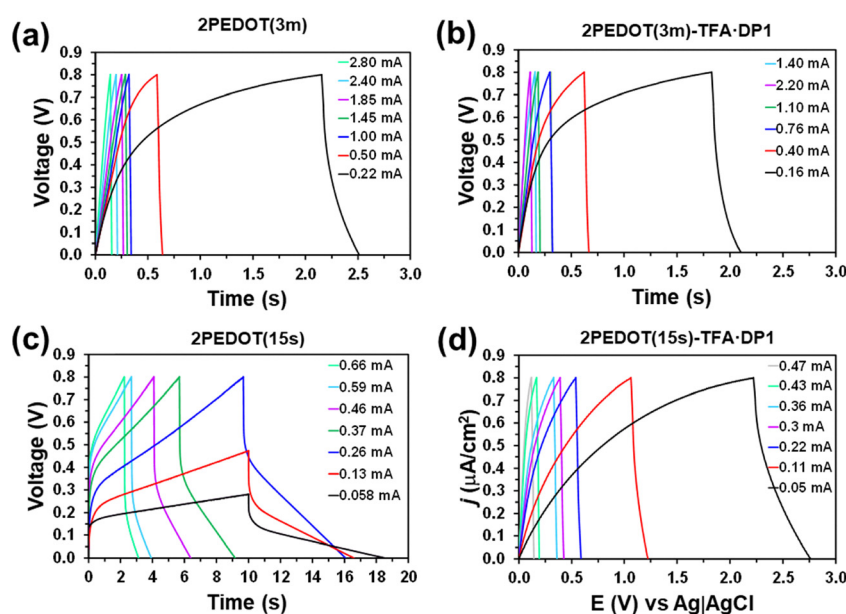 (a)
2PEDOT(3m)
Voltage (V)
0.9
0.8
0.7
0.6
0.5
0.4
0.3
0.2
0.1
0.0
2.80 mA
2.40 mA
1.85 mA
1.45 mA
1.00 mA
0.50 mA
0.22 mA
0.0 0.5 1.0 1.5 2.0 2.5 3.0
Time (s)
(b)
2PEDOT(3m)-TFA·DP1
Voltage (V)
0.9
0.8
0.7
0.6
0.5
0.4
0.3
0.2
0.1
0.0
1.40 mA
2.20 mA
1.10 mA
0.76 mA
0.40 mA
0.16 mA
0.0 0.5 1.0 1.5 2.0 2.5 3.0
Time (s)
(c)
2PEDOT(15s)
Voltage (V)
0.9
0.8
0.7
0.6
0.5
0.4
0.3
0.2
0.1
0.0
0.66 mA
0.59 mA
0.46 mA
0.37 mA
0.26 mA
0.13 mA
0.058 mA
0 2 4 6 8 10 12 14 16 18 20
Time (s)
(d)
2PEDOT(15s)-TFA·DP1
j (µA/cm²)
0.9
0.8
0.7
0.6
0.5
0.4
0.3
0.2
0.1
0.0
0.47 mA
0.43 mA
0.36 mA
0.3 mA
0.22 mA
0.11 mA
0.05 mA
0.0 0.5 1.0 1.5 2.0 2.5 3.0
E (V) vs Ag|AgCl